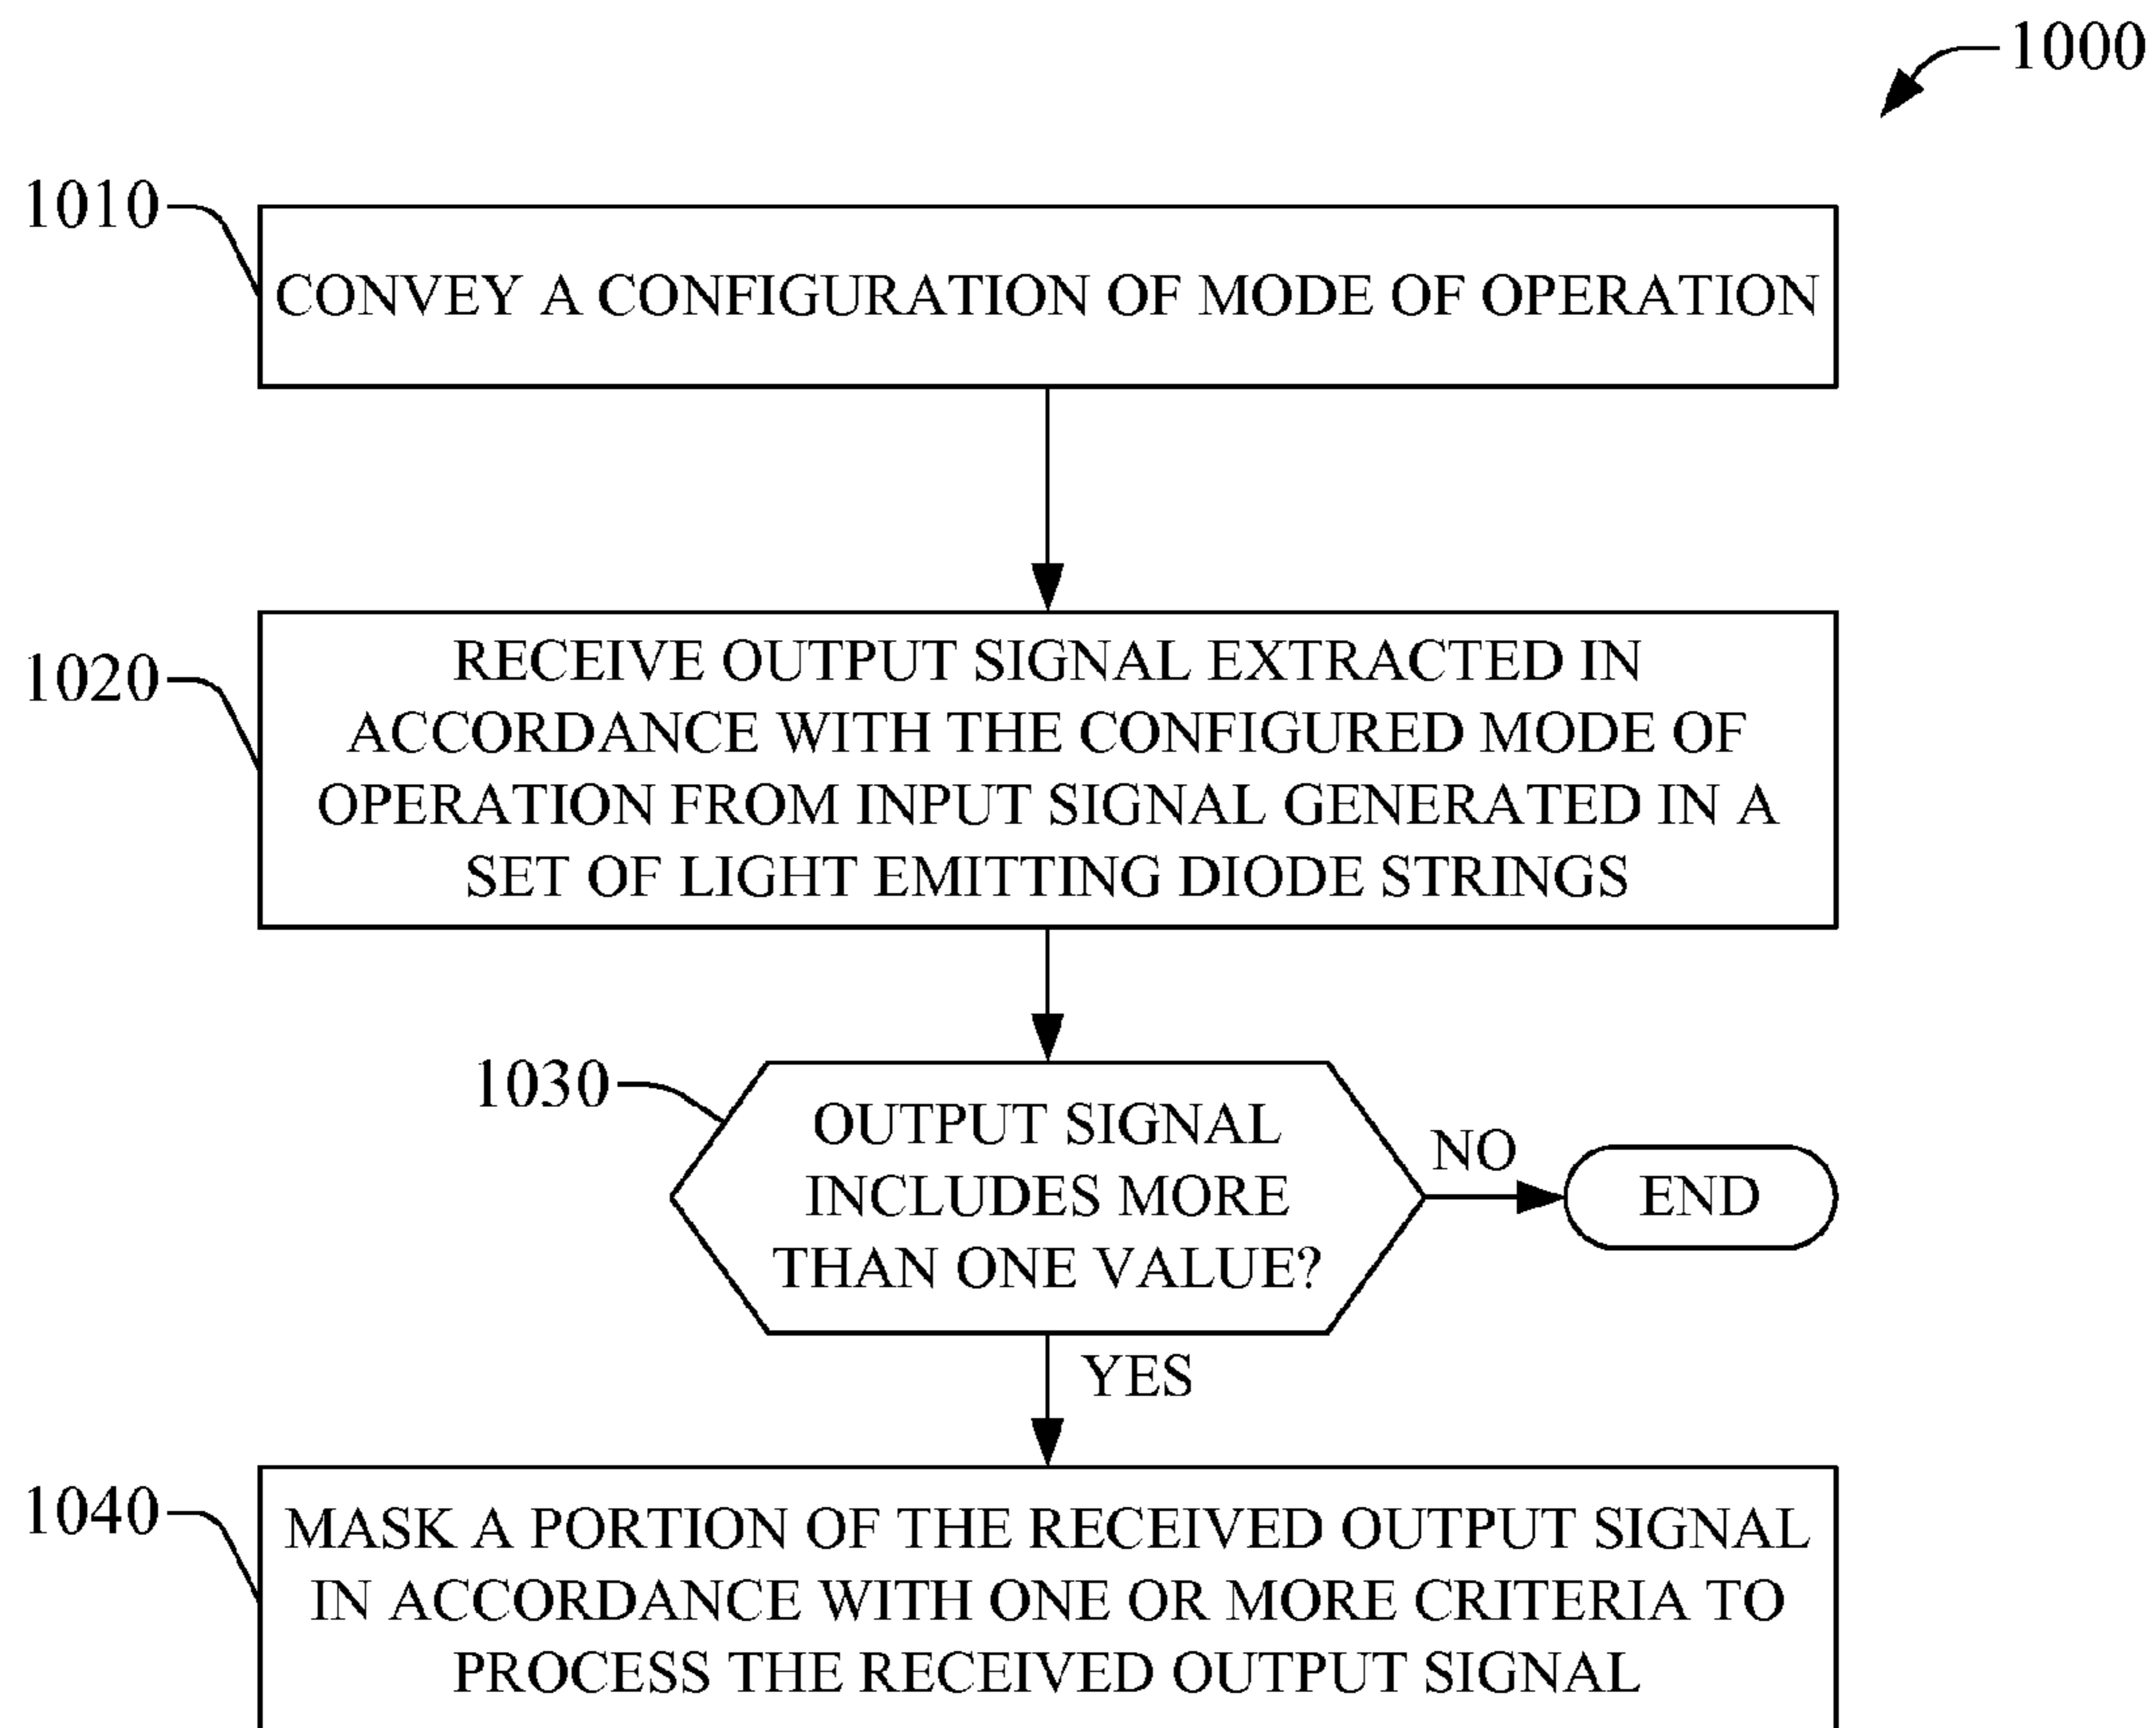 1000
1010
CONVEY A CONFIGURATION OF MODE OF OPERATION
1020
RECEIVE OUTPUT SIGNAL EXTRACTED IN
ACCORDANCE WITH THE CONFIGURED MODE OF
OPERATION FROM INPUT SIGNAL GENERATED IN A
SET OF LIGHT EMITTING DIODE STRINGS
1030
OUTPUT SIGNAL
INCLUDES MORE
THAN ONE VALUE?
NO
END
YES
1040
MASK A PORTION OF THE RECEIVED OUTPUT SIGNAL
IN ACCORDANCE WITH ONE OR MORE CRITERIA TO
PROCESS THE RECEIVED OUTPUT SIGNAL